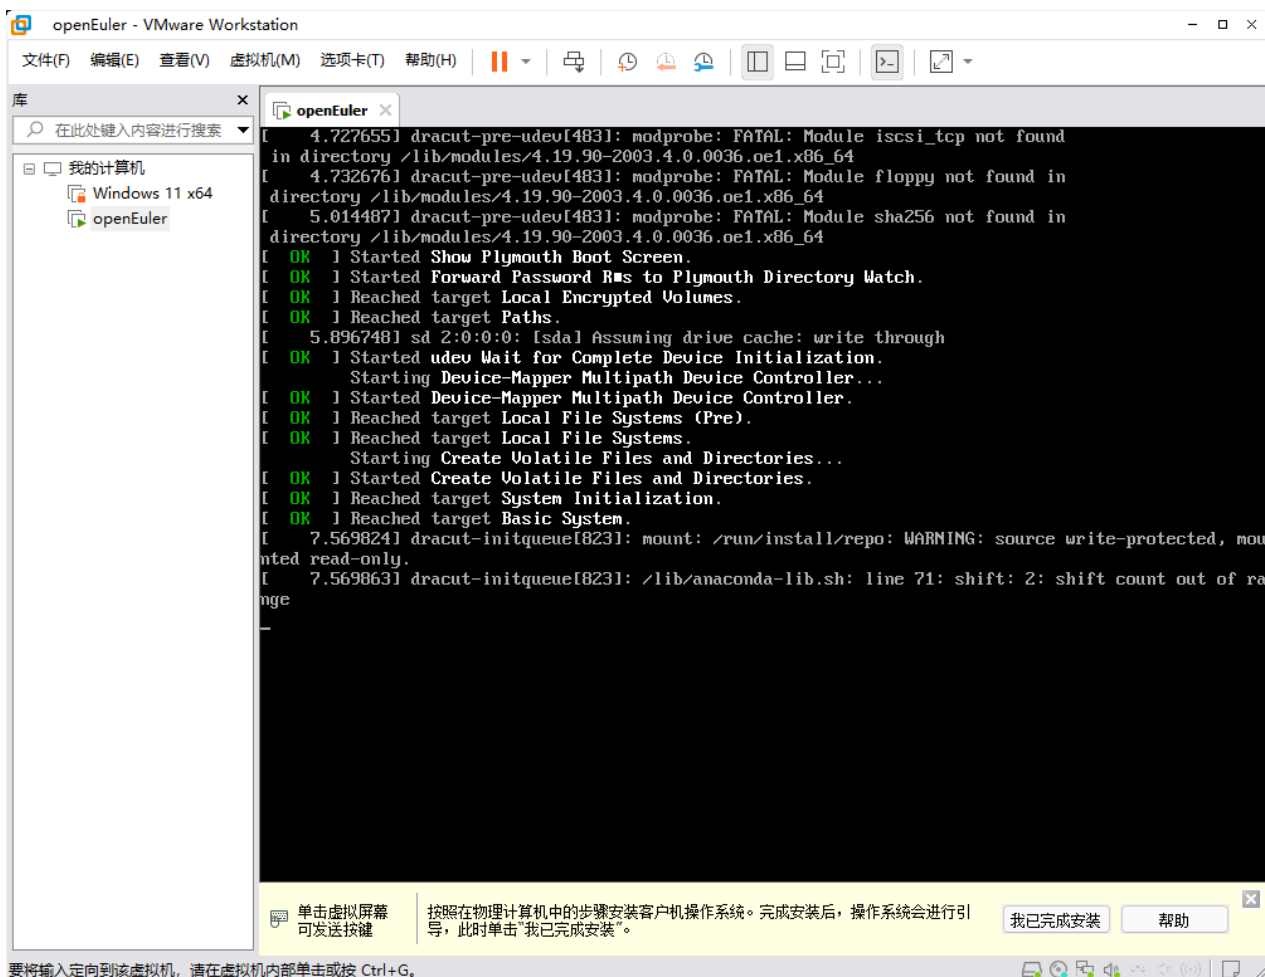 openEuler - VMware Workstation
文件(F) 编辑(E) 查看(V) 虚拟机(M) 选项卡(T) 帮助(H)
库
在此处键入内容进行搜索
我的计算机
Windows 11 x64
openEuler
openEuler
[    4.727655] dracut-pre-udev[483]: modprobe: FATAL: Module iscsi_tcp not found
in directory /lib/modules/4.19.90-2003.4.0.0036.oe1.x86_64
[    4.732676] dracut-pre-udev[483]: modprobe: FATAL: Module floppy not found in
directory /lib/modules/4.19.90-2003.4.0.0036.oe1.x86_64
[    5.014487] dracut-pre-udev[483]: modprobe: FATAL: Module sha256 not found in
directory /lib/modules/4.19.90-2003.4.0.0036.oe1.x86_64
[  OK  ] Started Show Plymouth Boot Screen.
[  OK  ] Started Forward Password R■s to Plymouth Directory Watch.
[  OK  ] Reached target Local Encrypted Volumes.
[  OK  ] Reached target Paths.
[    5.896748] sd 2:0:0:0: [sda] Assuming drive cache: write through
[  OK  ] Started udev Wait for Complete Device Initialization.
Starting Device-Mapper Multipath Device Controller...
[  OK  ] Started Device-Mapper Multipath Device Controller.
[  OK  ] Reached target Local File Systems (Pre).
[  OK  ] Reached target Local File Systems.
Starting Create Volatile Files and Directories...
[  OK  ] Started Create Volatile Files and Directories.
[  OK  ] Reached target System Initialization.
[  OK  ] Reached target Basic System.
[    7.569824] dracut-initqueue[823]: mount: /run/install/repo: WARNING: source write-protected, mou
nted read-only.
[    7.569863] dracut-initqueue[823]: /lib/anaconda-lib.sh: line 71: shift: 2: shift count out of ra
nge
单击虚拟屏幕
可发送按键
按照在物理计算机中的步骤安装客户机操作系统。完成安装后，操作系统会进行引
导，此时单击“我已完成安装”。
我已完成安装
帮助
要将输入定向到该虚拟机，请在虚拟机内部单击或按 Ctrl+G。